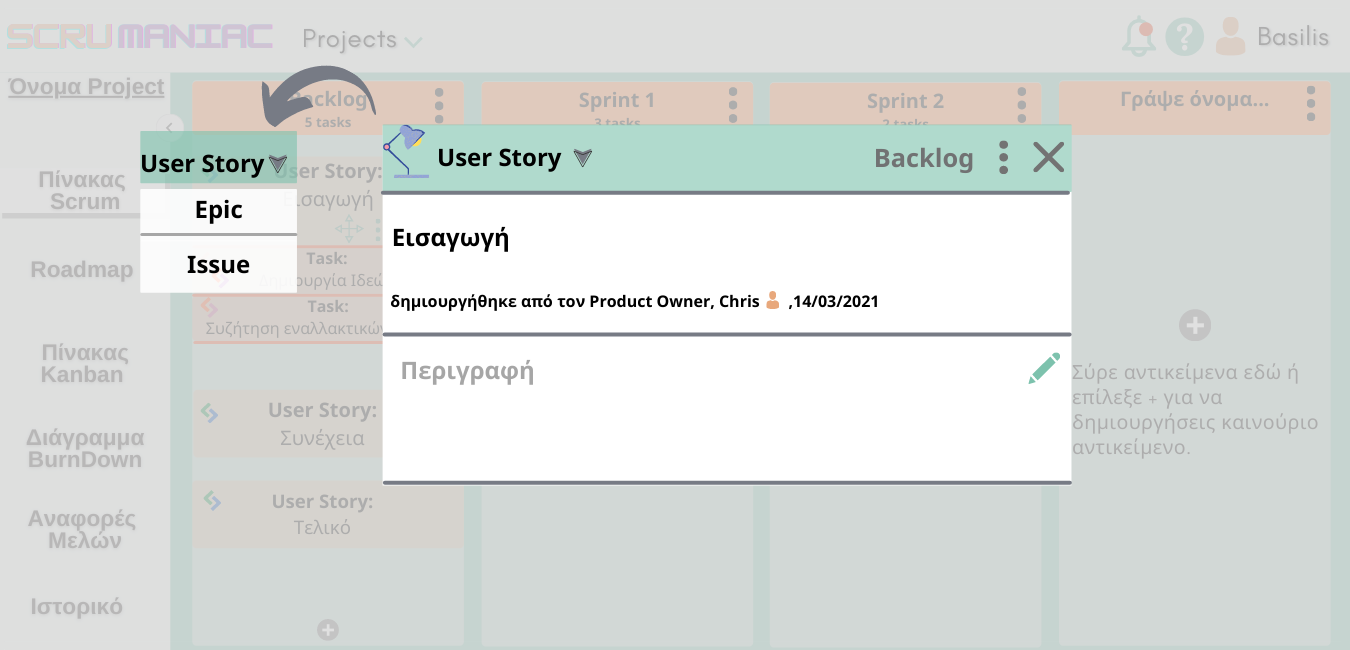 SCRUMANIAC
Projects
Basilis
Όνομα Project
Πίνακας
Scrum
Roadmap
Πίνακας
Kanban
Διάγραμμα
BurnDown
Αναφορές
Μελών
Ιστορικό
Backlog
5 tasks
Sprint 1
3 tasks
Sprint 2
2 tasks
Γράψε όνομα...
User Story
Epic
Issue
User Story:
Εισαγωγή
Task:
Δημιουργία Ιδεώ
Task:
Συζήτηση εναλλακτικών
User Story:
Συνέχεια
User Story:
Τελικό
User Story
Backlog
Εισαγωγή
δημιουργήθηκε από τον Product Owner, Chris ,14/03/2021
Περιγραφή
Σύρε αντικείμενα εδώ ή
επίλεξε + για να
δημιουργήσεις καινούριο
αντικείμενο.